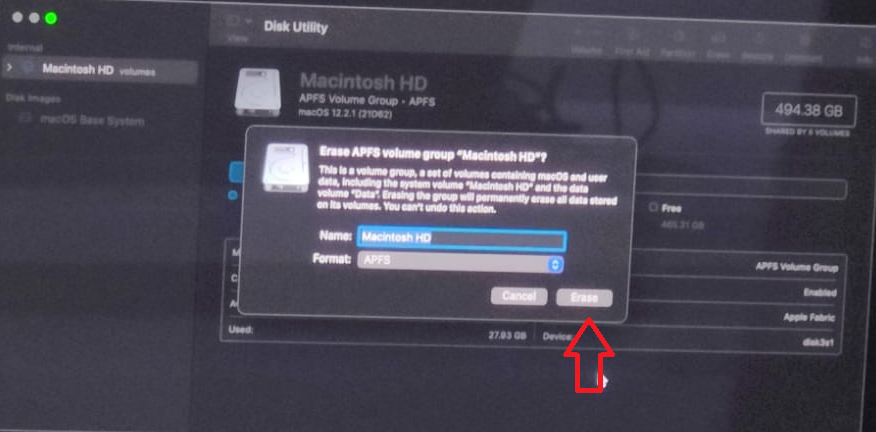 Disk Utility
View
Volume First Aid Partition Erase
Internal
Macintosh HD volumes
Disk Images
macOS Base System
Macintosh HD
APFS Volume Group • APFS
macOS 12.2.1 (21D62)
494.38 GB
SHARED BY 5 VOLUMES
Erase APFS volume group “Macintosh HD”?
This is a volume group, a set of volumes containing macOS and user
data, including the system volume “Macintosh HD” and the data
volume “Data”. Erasing the group will permanently erase all data stored
on its volumes. You can't undo this action.
Name: Macintosh HD
Format: APFS
Cancel Erase
Free
465.31 GB
APFS Volume Group
Enabled
Apple Fabric
Used: 27.93 GB
Device: disk3s1